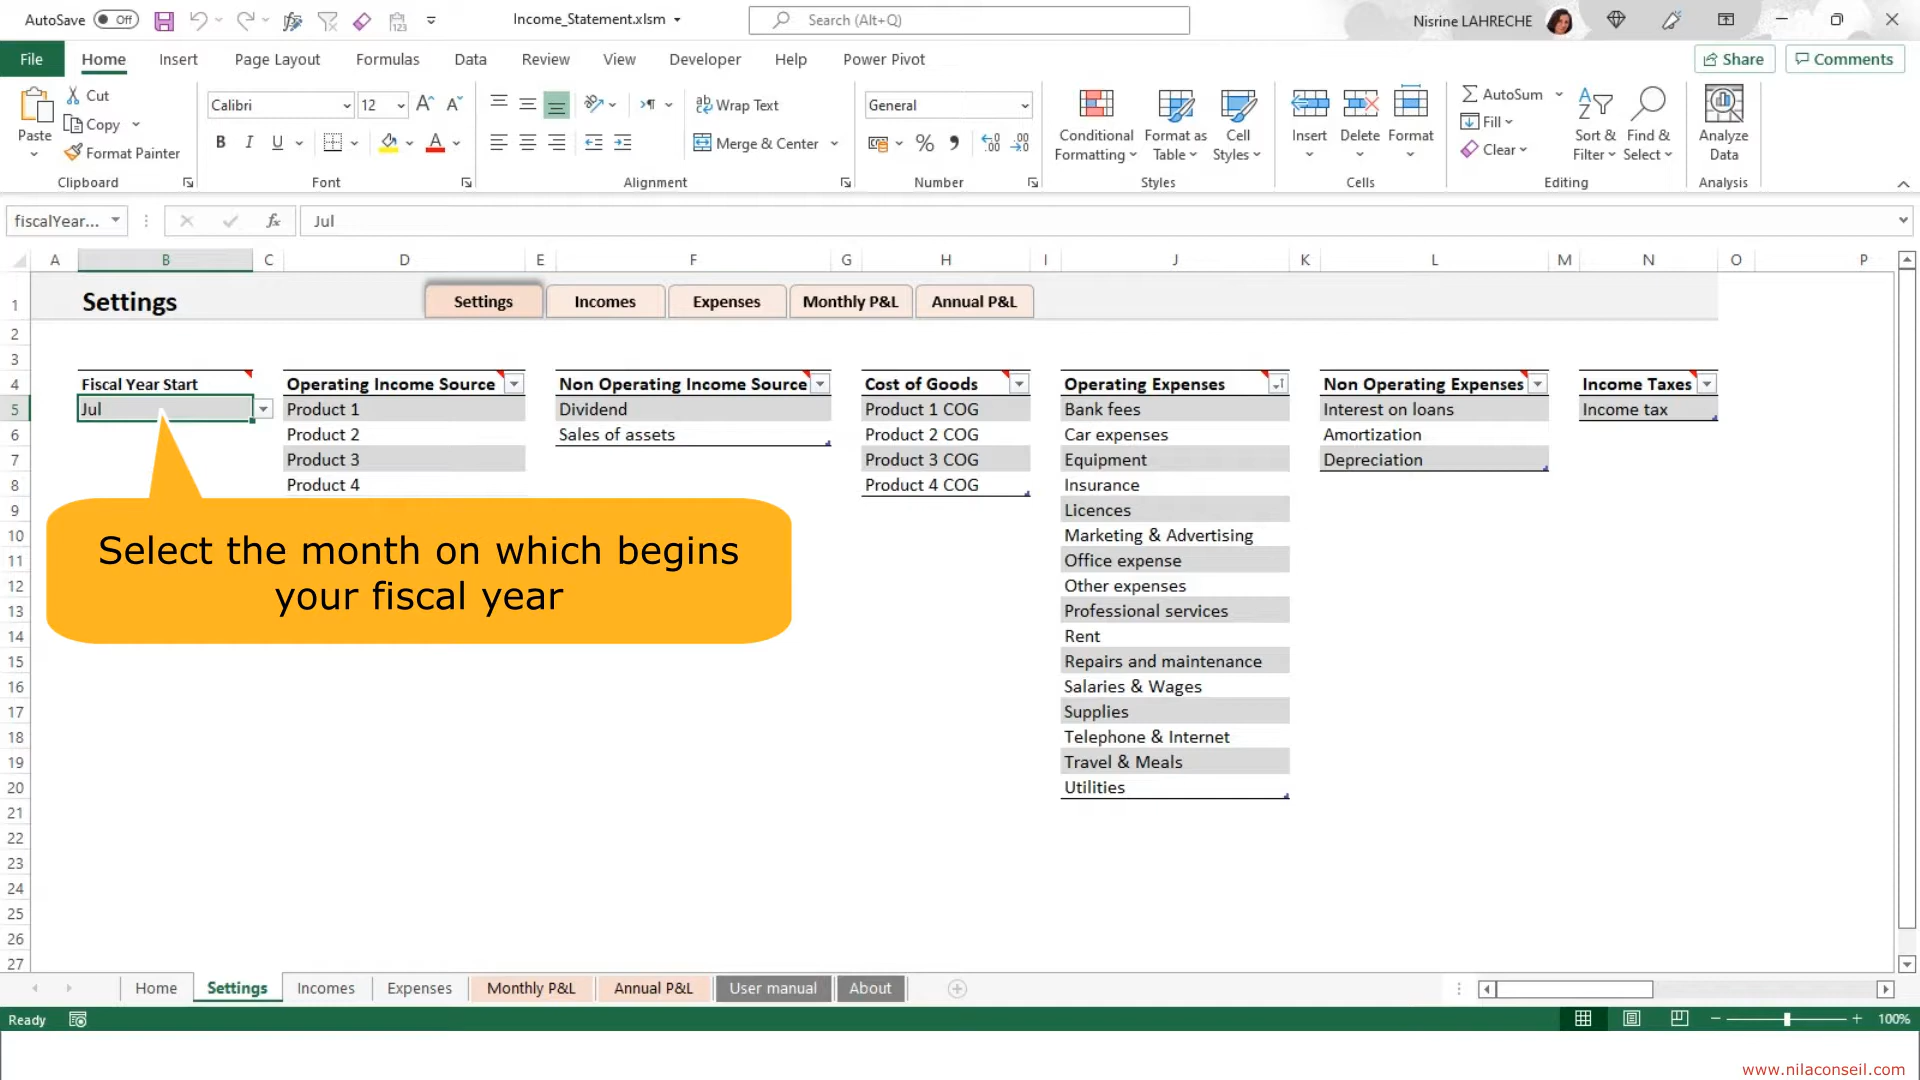 AutoSave Off Income_Statement.xlsm Search (Alt+Q) Nisrine LAHRECHE
File Home Insert Page Layout Formulas Data Review View Developer Help Power Pivot Share Comments
Paste Cut Copy Format Painter Clipboard
Calibri 12 B I U Font
Wrap Text Merge & Center Alignment
General % Number
Conditional Formatting Format as Table Cell Styles Styles
Insert Delete Format Cells
AutoSum Fill Clear Sort & Filter Find & Select Editing
Analyze Data Analysis
fiscalYear... fx Jul
A B C D E F G H I J K L M N O P
1 Settings Settings Incomes Expenses Monthly P&L Annual P&L
2
3
4 Fiscal Year Start Operating Income Source Non Operating Income Source Cost of Goods Operating Expenses Non Operating Expenses Income Taxes
5 Jul Product 1 Dividend Product 1 COG Bank fees Interest on loans Income tax
6 Product 2 Sales of assets Product 2 COG Car expenses Amortization
7 Product 3 Product 3 COG Equipment Depreciation
8 Product 4 Product 4 COG Insurance
9 Licences
10 Marketing & Advertising
11 Office expense
12 Other expenses
13 Professional services
14 Rent
15 Repairs and maintenance
16 Salaries & Wages
17 Supplies
18 Telephone & Internet
19 Travel & Meals
20 Utilities
21
22
23
24
25
26
27
Select the month on which begins
your fiscal year
Home Settings Incomes Expenses Monthly P&L Annual P&L User manual About
Ready 100%
www.nilaconseil.com